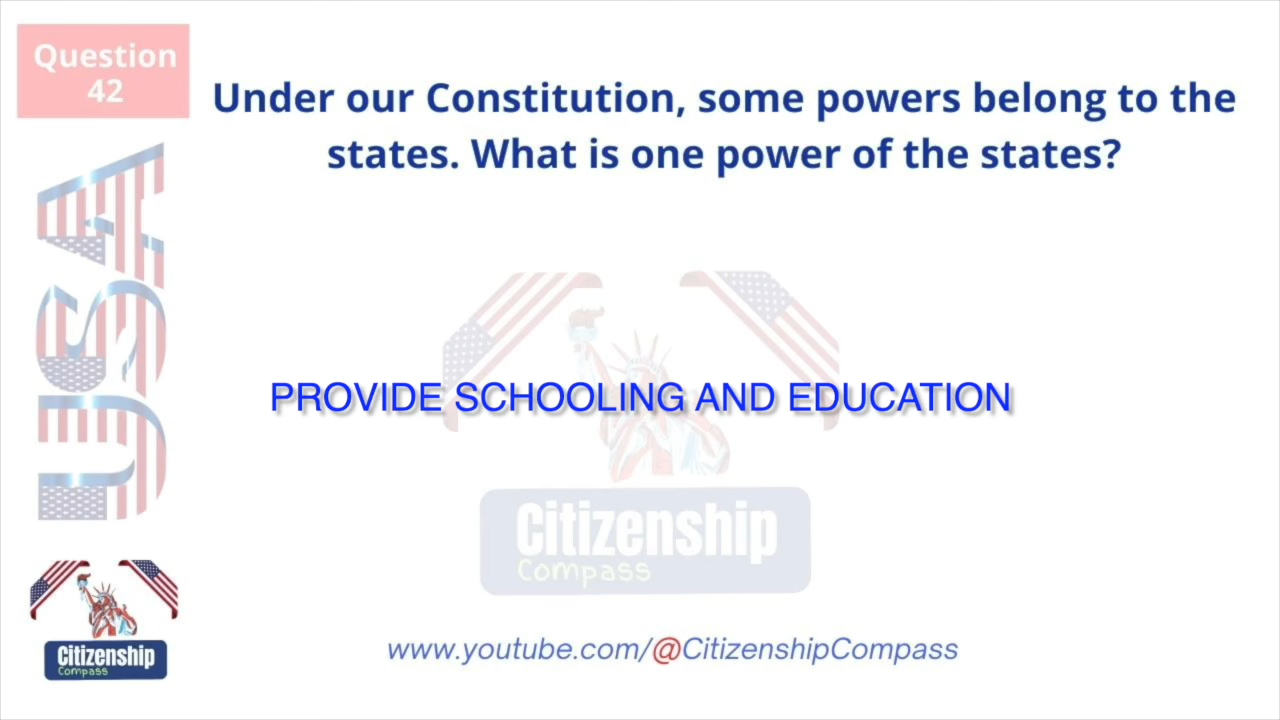 Question
42
Under our Constitution, some powers belong to the
states. What is one power of the states?
USA
PROVIDE SCHOOLING AND EDUCATION
Citizenship
Compass
Citizenship
Compass
www.youtube.com/@CitizenshipCompass